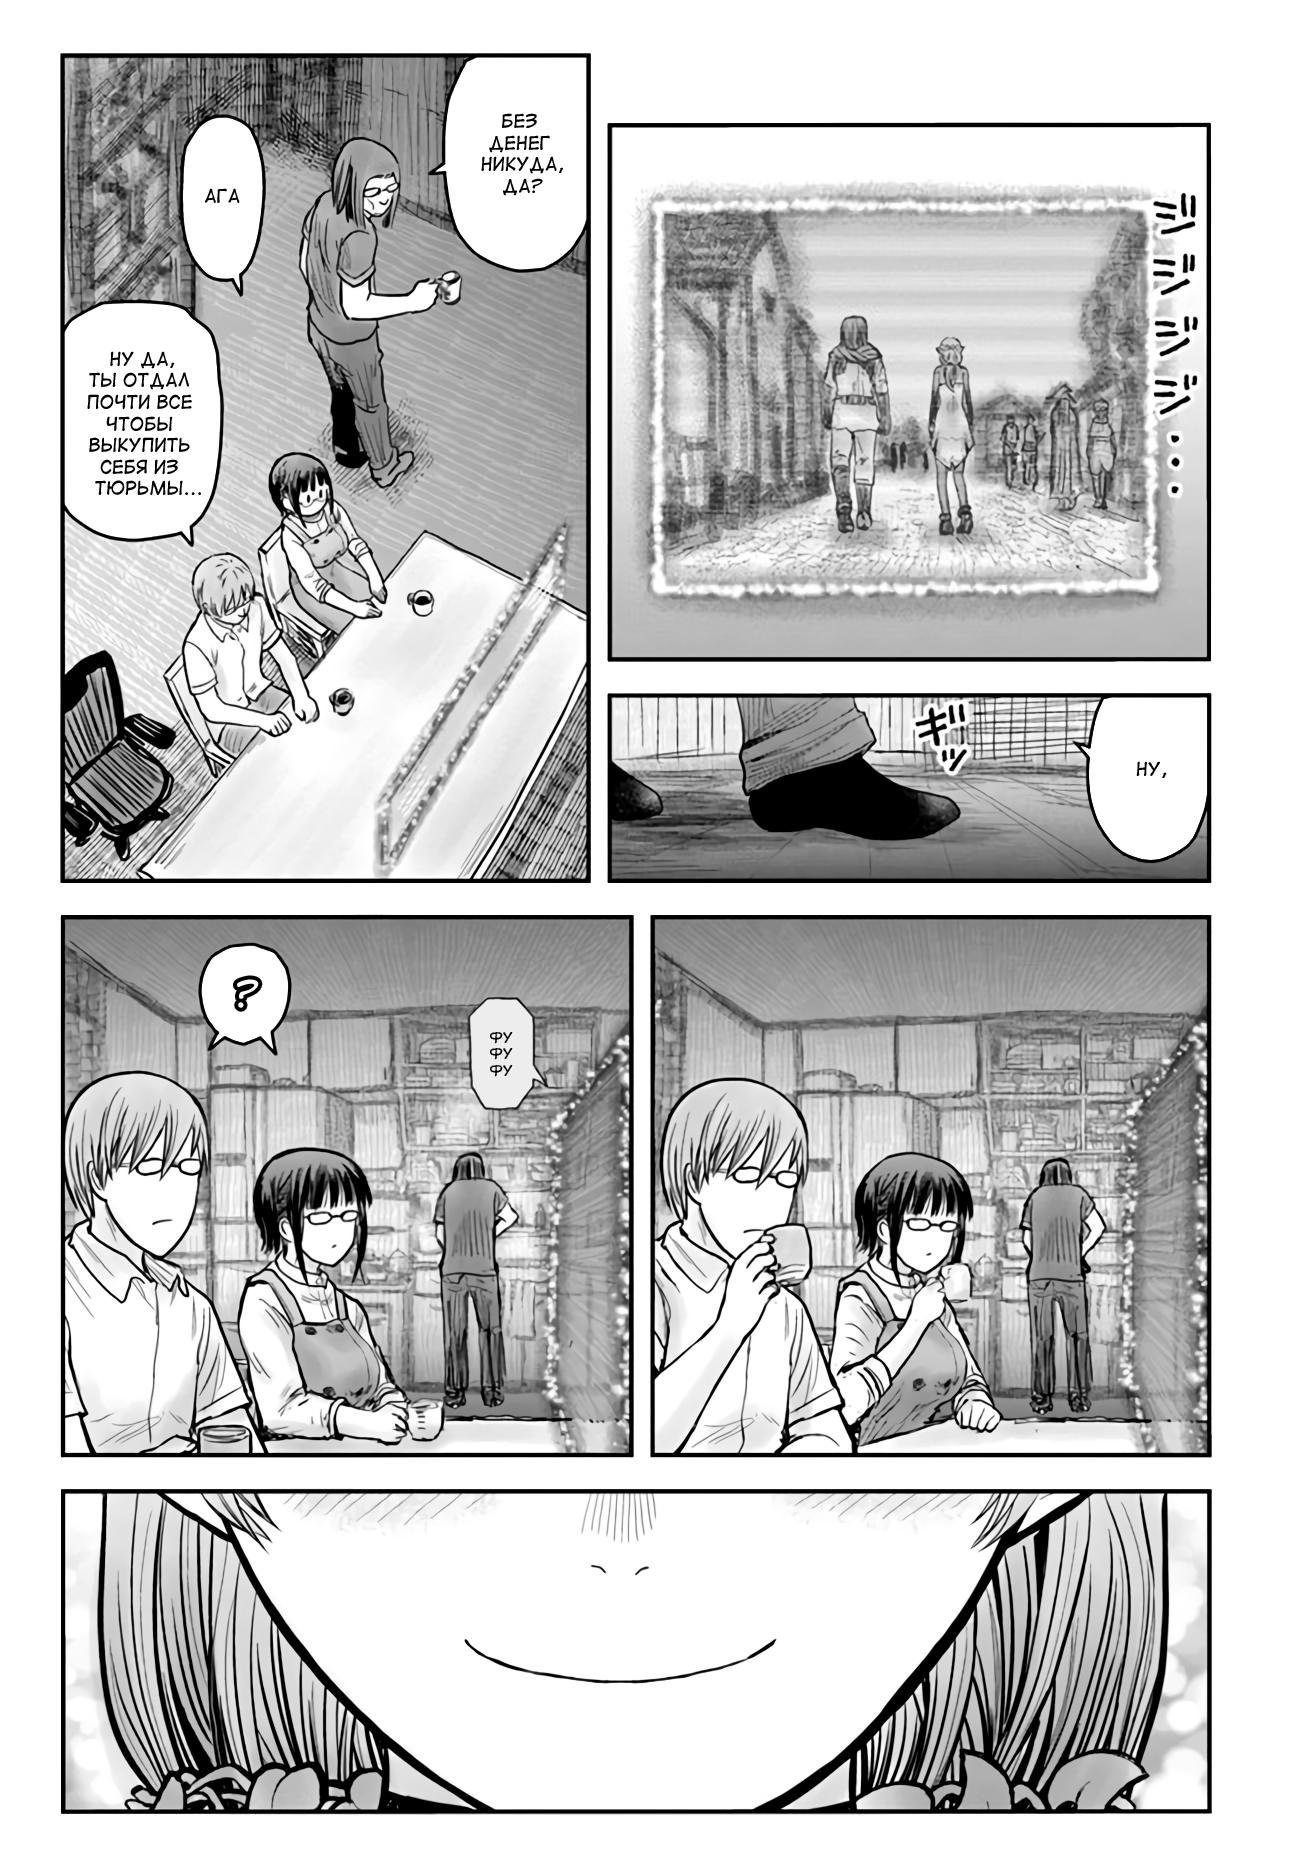 ジジジジ...
НУ,
ギッ
БЕЗ
ДЕНЕГ
НИКУДА,
ДА?
АГА
НУ ДА,
ТЫ ОТДАЛ
ПОЧТИ ВСЕ
ЧТОБЫ
ВЫКУПИТЬ
СЕБЯ ИЗ
ТЮРЬМЫ...
?
ФУ
ФУ
ФУ